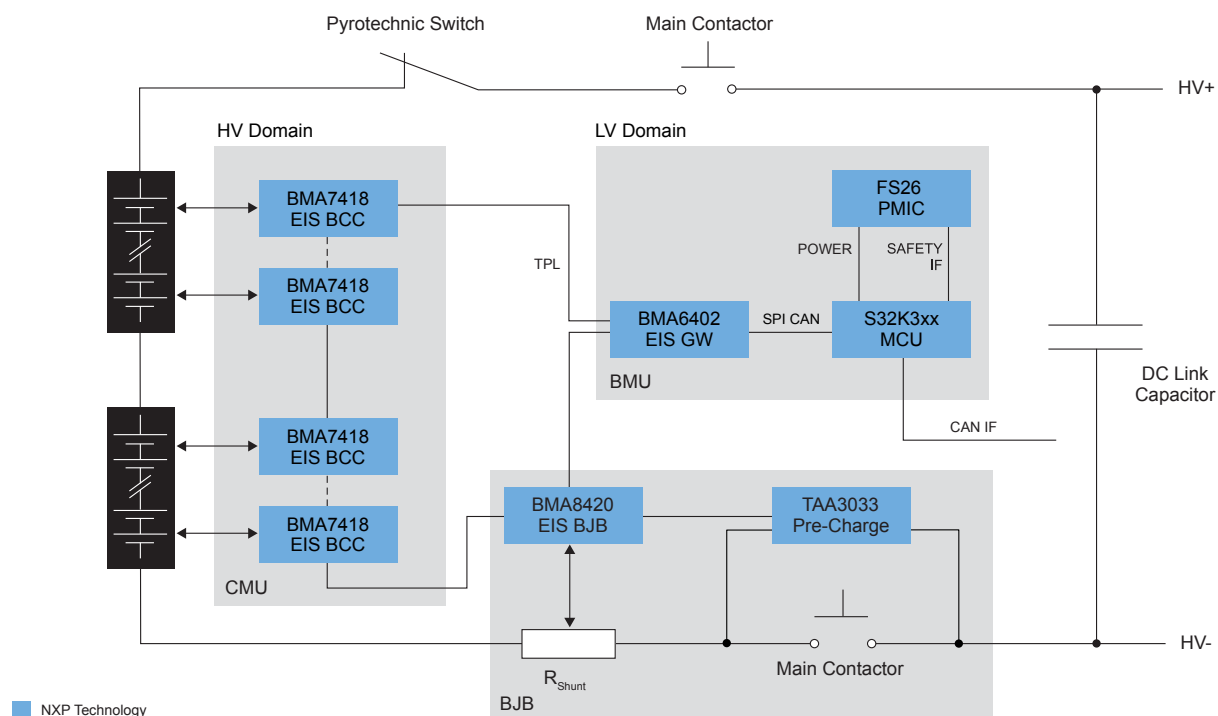 Pyrotechnic Switch
Main Contactor
HV+
HV Domain
LV Domain
BMA7418
EIS BCC
FS26
PMIC
POWER
SAFETY
IF
TPL
BMA7418
EIS BCC
BMA6402
EIS GW
SPI CAN
S32K3xx
MCU
BMU
DC Link
Capacitor
CAN IF
BMA7418
EIS BCC
BMA8420
EIS BJB
TAA3033
Pre-Charge
BMA7418
EIS BCC
CMU
HV-
Main Contactor
RShunt
BJB
NXP Technology